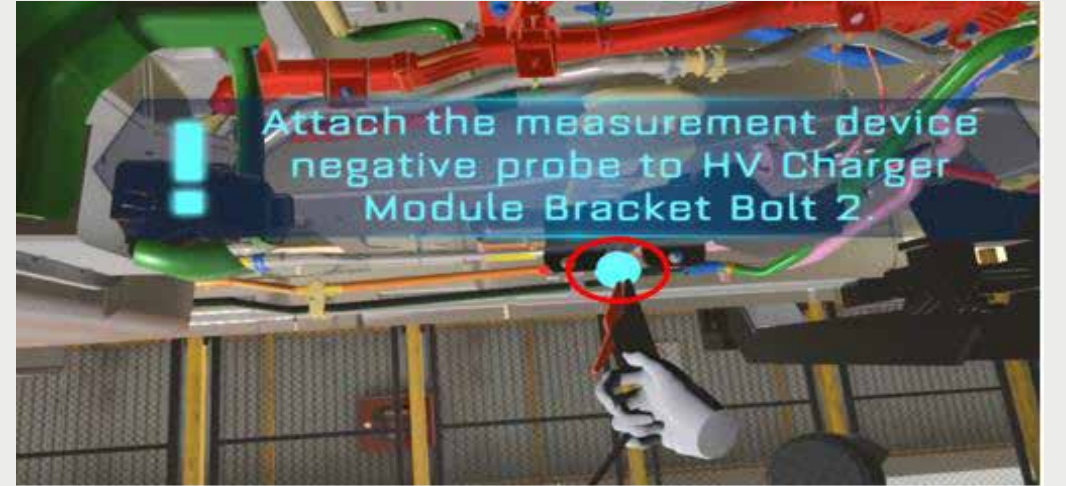 Attach the measurement device
negative probe to HV Charger
Module Bracket Bolt 2.